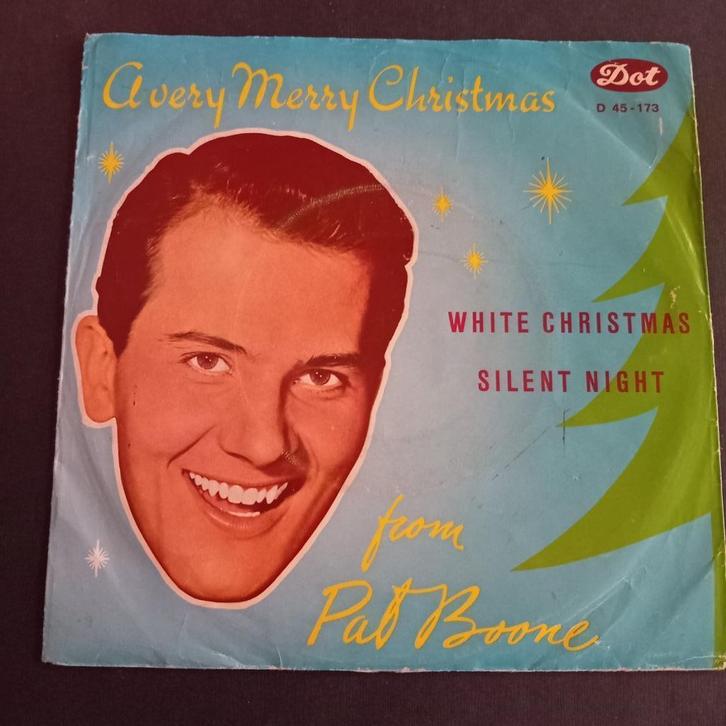 A very Merry Christmas
Dot
D 45-173
WHITE CHRISTMAS
SILENT NIGHT
from
Pat Boone